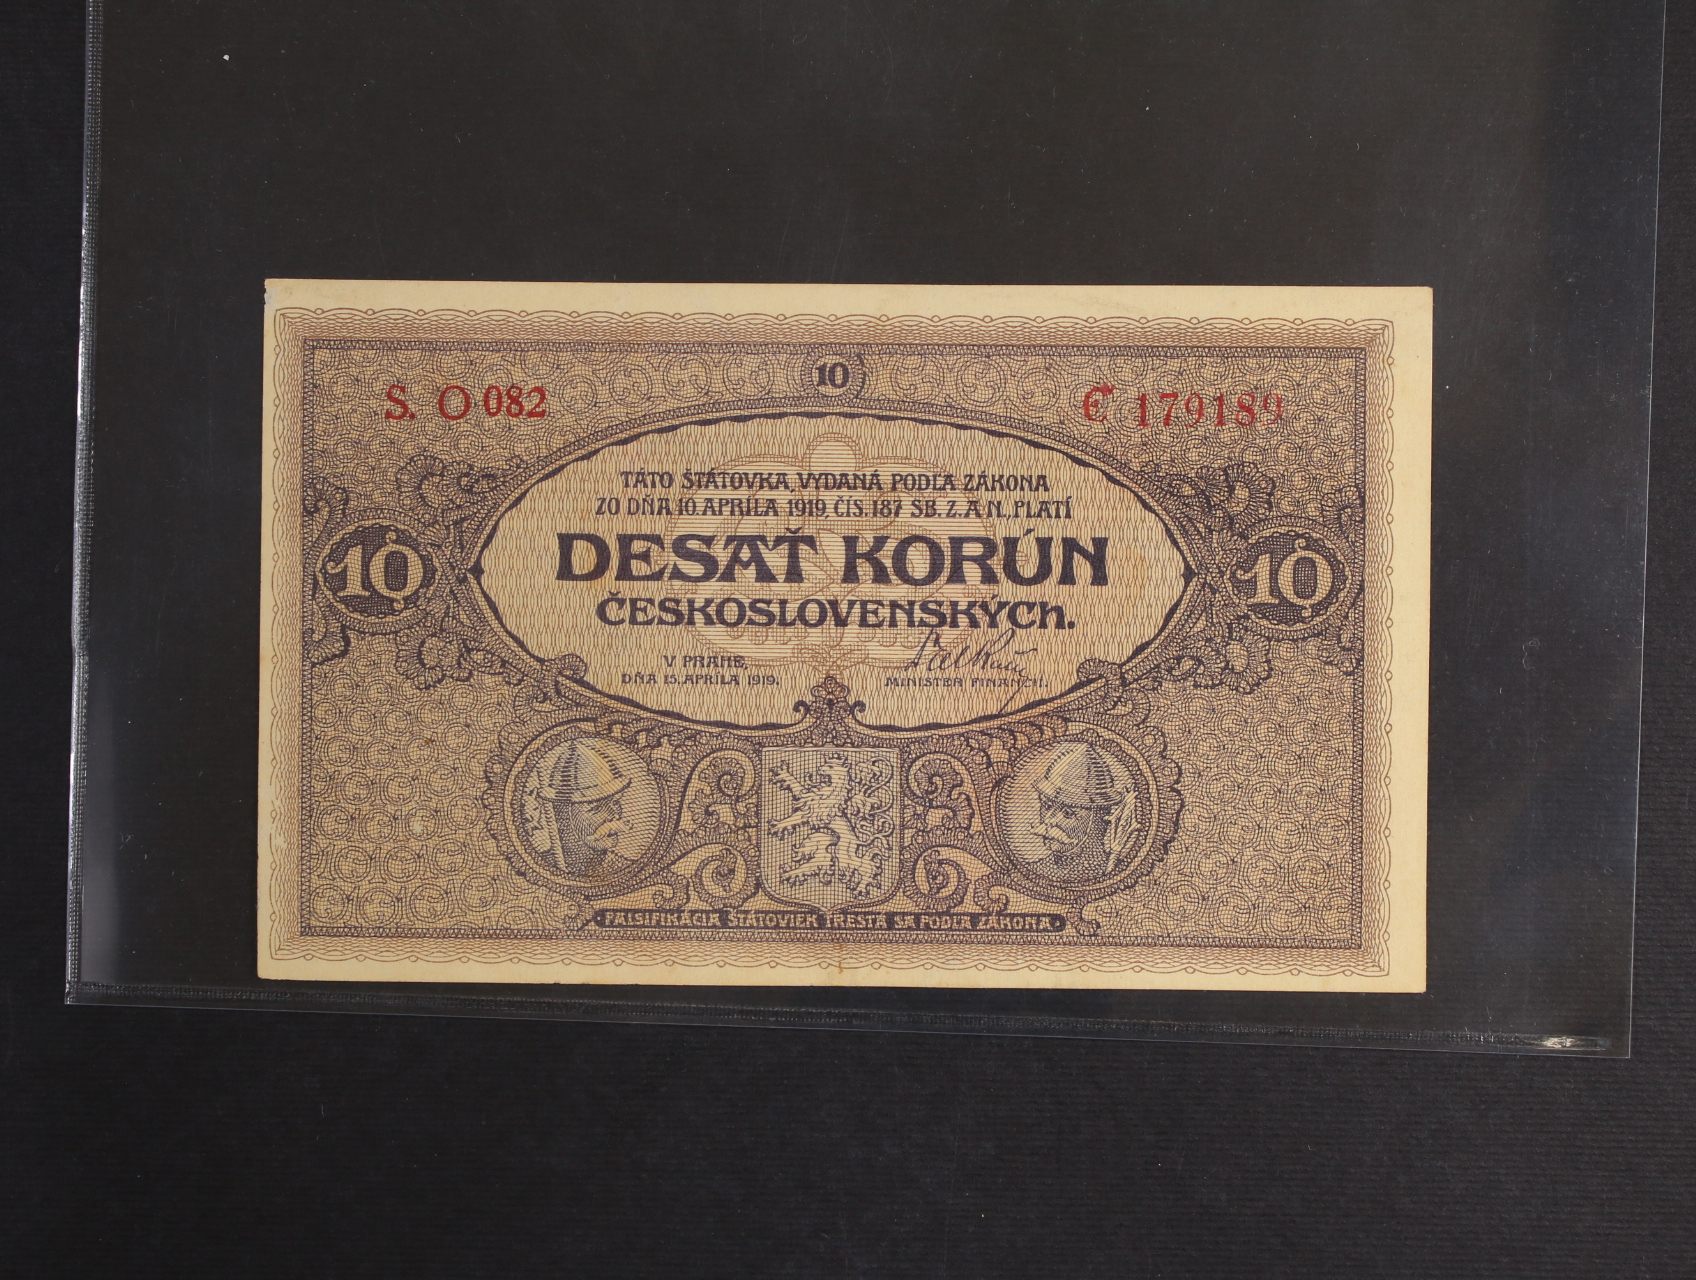 10
S. O 082
Č 179189
TÁTO ŠTÁTOVKA, VYDANÁ PODĽA ZÁKONA
ZO DŇA 10. APRÍLA 1919, ČÍS. 187 SB. Z. A N., PLATÍ
10
DESAŤ KORÚN
10
ČESKOSLOVENSKÝCh.
V PRAHE,
DŇA 15. APRÍLA 1919.
MINISTER FINANCIÍ.
FALSIFIKÁCIA ŠTÁTOVIEK TRESTÁ SA PODĽA ZÁKONA